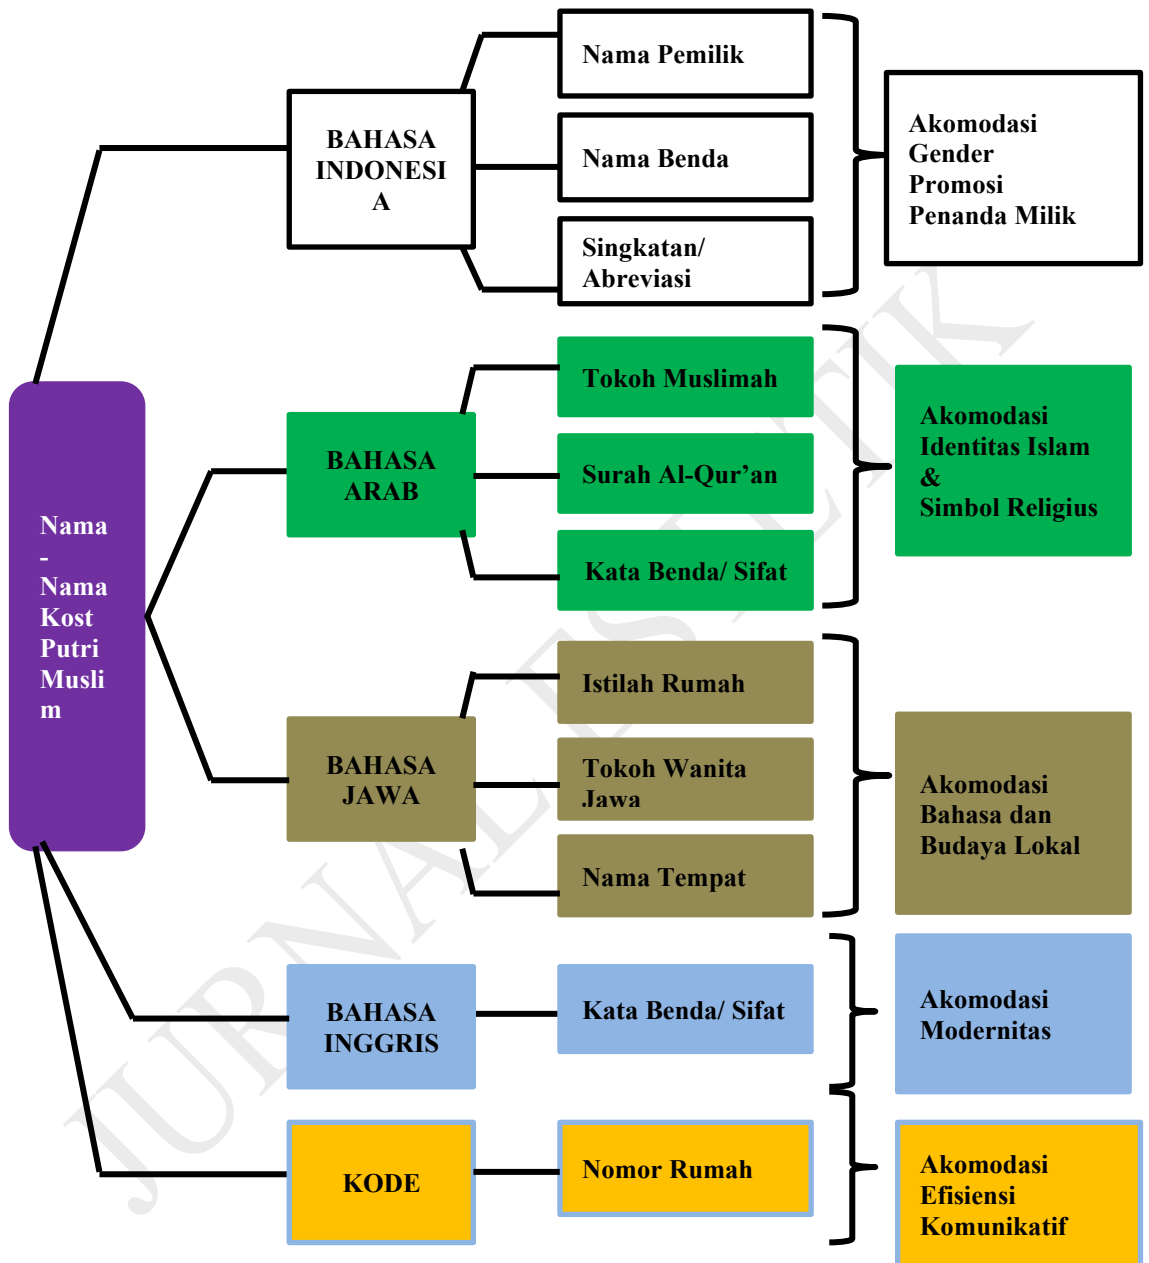 Nama
-
Nama
Kost
Putri
Musli
m
BAHASA
INDONESI
A
Nama Pemilik
Nama Benda
Singkatan/
Abreviasi
Akomodasi
Gender
Promosi
Penanda Milik
BAHASA
ARAB
Tokoh Muslimah
Surah Al-Qur’an
Kata Benda/ Sifat
Akomodasi
Identitas Islam
&
Simbol Religius
BAHASA
JAWA
Istilah Rumah
Tokoh Wanita
Jawa
Nama Tempat
Akomodasi
Bahasa dan
Budaya Lokal
BAHASA
INGGRIS
Kata Benda/ Sifat
Akomodasi
Modernitas
KODE
Nomor Rumah
Akomodasi
Efisiensi
Komunikatif
JURNAL ESTETIK